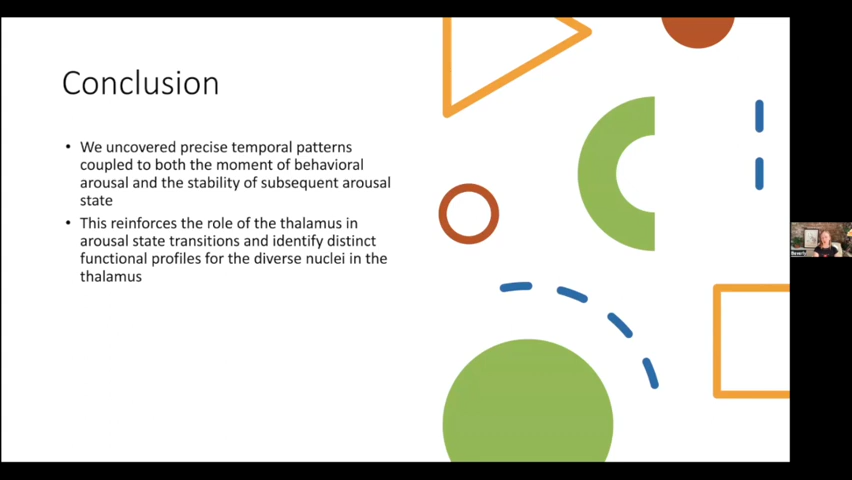 Conclusion
• We uncovered precise temporal patterns
coupled to both the moment of behavioral
arousal and the stability of subsequent arousal
state
• This reinforces the role of the thalamus in
arousal state transitions and identify distinct
functional profiles for the diverse nuclei in the
thalamus